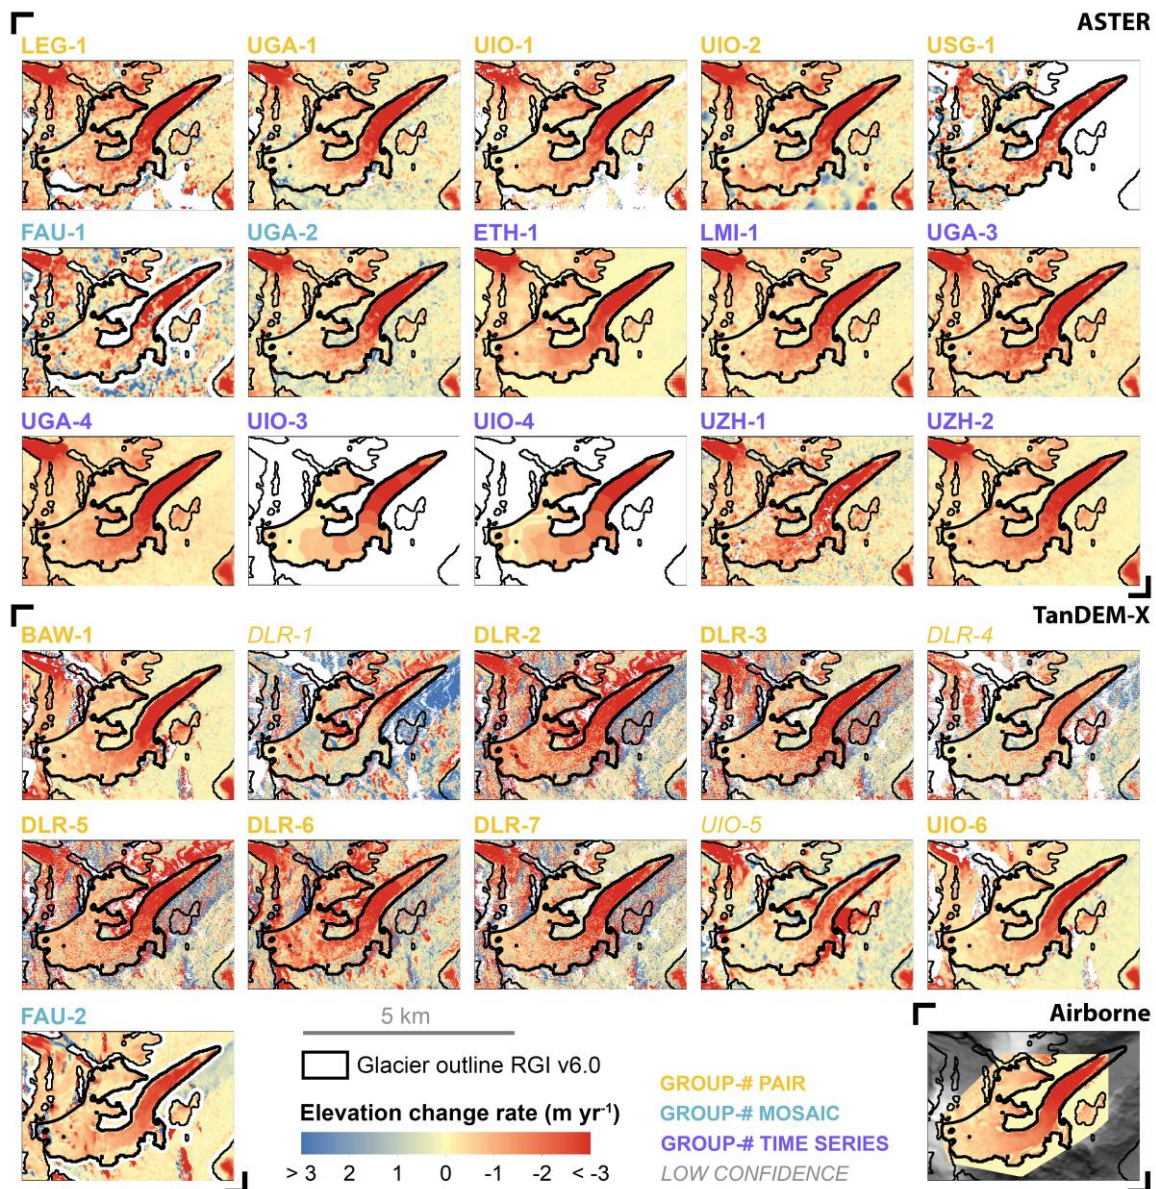 ASTER
LEG-1 UGA-1 UIO-1 UIO-2 USG-1
FAU-1 UGA-2 ETH-1 LMI-1 UGA-3
UGA-4 UIO-3 UIO-4 UZH-1 UZH-2
TanDEM-X
BAW-1 DLR-1 DLR-2 DLR-3 DLR-4
DLR-5 DLR-6 DLR-7 UIO-5 UIO-6
FAU-2 Airborne
5 km
Glacier outline RGI v6.0
Elevation change rate (m yr⁻¹)
> 3 2 1 0 -1 -2 < -3
GROUP-# PAIR
GROUP-# MOSAIC
GROUP-# TIME SERIES
LOW CONFIDENCE